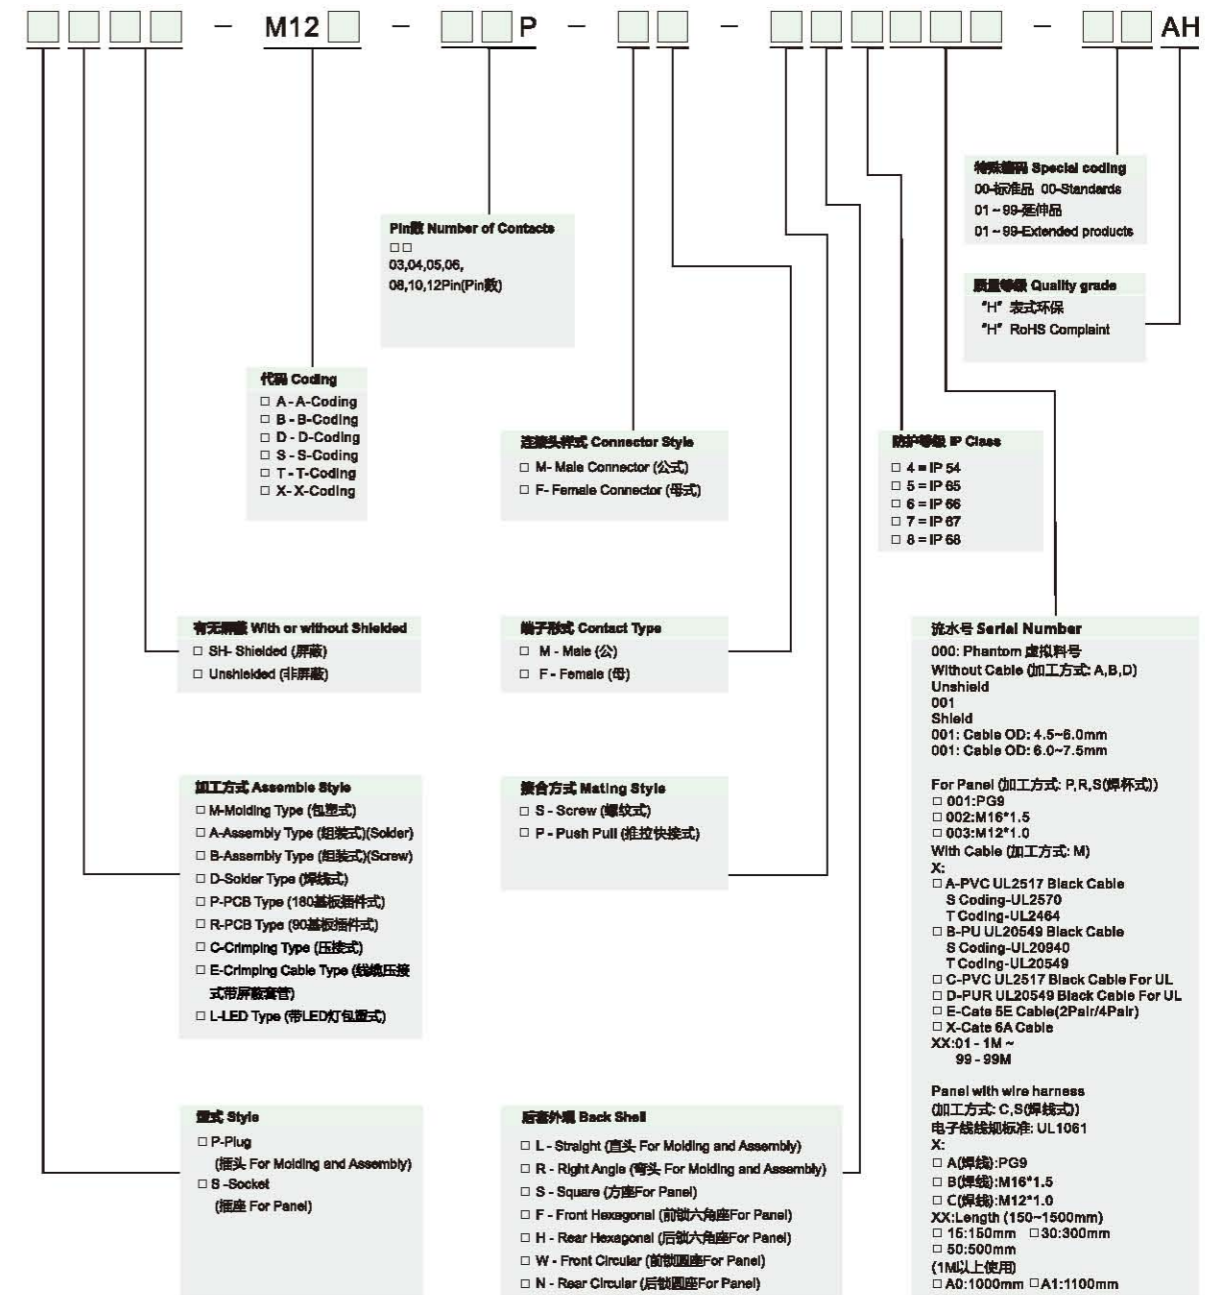 - M12 - P - - - AH
特殊编码 Special coding
00-标准品 00-Standards
01~99-延伸品
01~99-Extended products
Pin数 Number of Contacts
03,04,05,06,
08,10,12Pin(Pin数)
质量等级 Quality grade
"H" 表式环保
"H" RoHS Complaint
代码 Coding
□ A-A-Coding
□ B-B-Coding
□ D-D-Coding
□ S-S-Coding
□ T-T-Coding
□ X-X-Coding
连接头样式 Connector Style
□ M- Male Connector (公式)
□ F- Female Connector (母式)
防护等级 IP Class
□ 4 = IP 54
□ 5 = IP 65
□ 6 = IP 66
□ 7 = IP 67
□ 8 = IP 68
有无屏蔽 With or without Shielded
□ SH- Shielded (屏蔽)
□ Unshielded (非屏蔽)
端子形式 Contact Type
□ M - Male (公)
□ F - Female (母)
加工方式 Assemble Style
□ M-Molding Type (包塑式)
□ A-Assembly Type (组装式)(Solder)
□ B-Assembly Type (组装式)(Screw)
□ D-Solder Type (焊线式)
□ P-PCB Type (180基板插件式)
□ R-PCB Type (90基板插件式)
□ C-Crimping Type (压接式)
□ E-Crimping Cable Type (线缆压接
式带屏蔽套管)
□ L-LED Type (带LED灯包塑式)
接合方式 Mating Style
□ S - Screw (螺纹式)
□ P - Push Pull (推拉快接式)
型式 Style
□ P-Plug
(插头 For Molding and Assembly)
□ S -Socket
(插座 For Panel)
后套外观 Back Shell
□ L - Straight (直头 For Molding and Assembly)
□ R - Right Angle (弯头 For Molding and Assembly)
□ S - Square (方座For Panel)
□ F - Front Hexagonal (前锁六角座For Panel)
□ H - Rear Hexagonal (后锁六角座For Panel)
□ W - Front Circular (前锁圆座For Panel)
□ N - Rear Circular (后锁圆座For Panel)
流水号 Serial Number
000: Phantom 虚拟料号
Without Cable (加工方式: A,B,D)
Unshield
001
Shield
001: Cable OD: 4.5~6.0mm
001: Cable OD: 6.0~7.5mm
For Panel (加工方式: P,R,S(焊杯式))
□ 001:PG9
□ 002:M16*1.5
□ 003:M12*1.0
With Cable (加工方式: M)
X:
□ A-PVC UL2517 Black Cable
S Coding-UL2570
T Coding-UL2464
□ B-PU UL20549 Black Cable
S Coding-UL20940
T Coding-UL20549
□ C-PVC UL2517 Black Cable For UL
□ D-PUR UL20549 Black Cable For UL
□ E-Cate 5E Cable(2Pair/4Pair)
□ X-Cate 6A Cable
XX:01 - 1M ~
99 - 99M
Panel with wire harness
(加工方式: C,S(焊线式))
电子线线规标准: UL1061
X:
□ A(焊线):PG9
□ B(焊线):M16*1.5
□ C(焊线):M12*1.0
XX:Length (150~1500mm)
□ 15:150mm □30:300mm
□ 50:500mm
(1M以上使用)
□ A0:1000mm □A1:1100mm